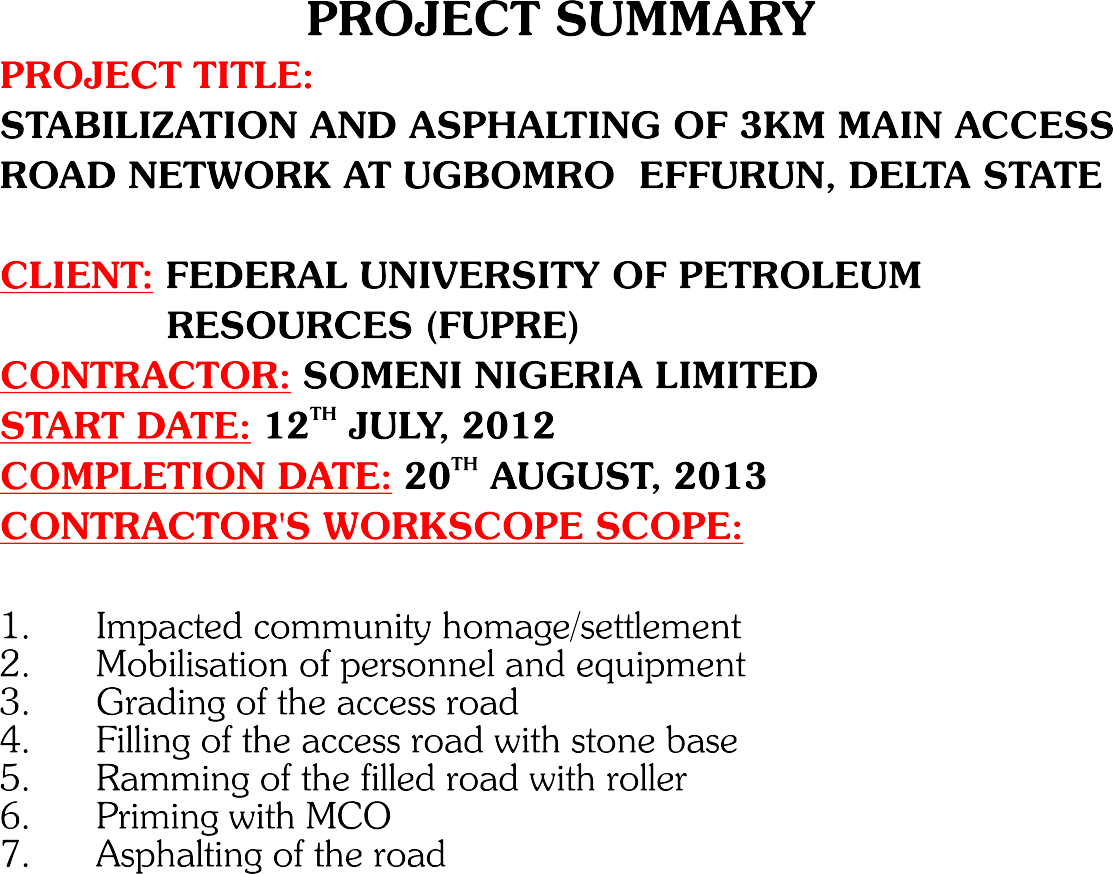 PROJECT SUMMARY
PROJECT TITLE:
STABILIZATION AND ASPHALTING OF 3KM MAIN ACCESS
ROAD NETWORK AT UGBOMRO EFFURUN, DELTA STATE
CLIENT: FEDERAL UNIVERSITY OF PETROLEUM
RESOURCES (FUPRE)
CONTRACTOR: SOMENI NIGERIA LIMITED
START DATE: 12TH JULY, 2012
COMPLETION DATE: 20TH AUGUST, 2013
CONTRACTOR'S WORKSCOPE SCOPE:
1. Impacted community homage/settlement
2. Mobilisation of personnel and equipment
3. Grading of the access road
4. Filling of the access road with stone base
5. Ramming of the filled road with roller
6. Priming with MCO
7. Asphalting of the road